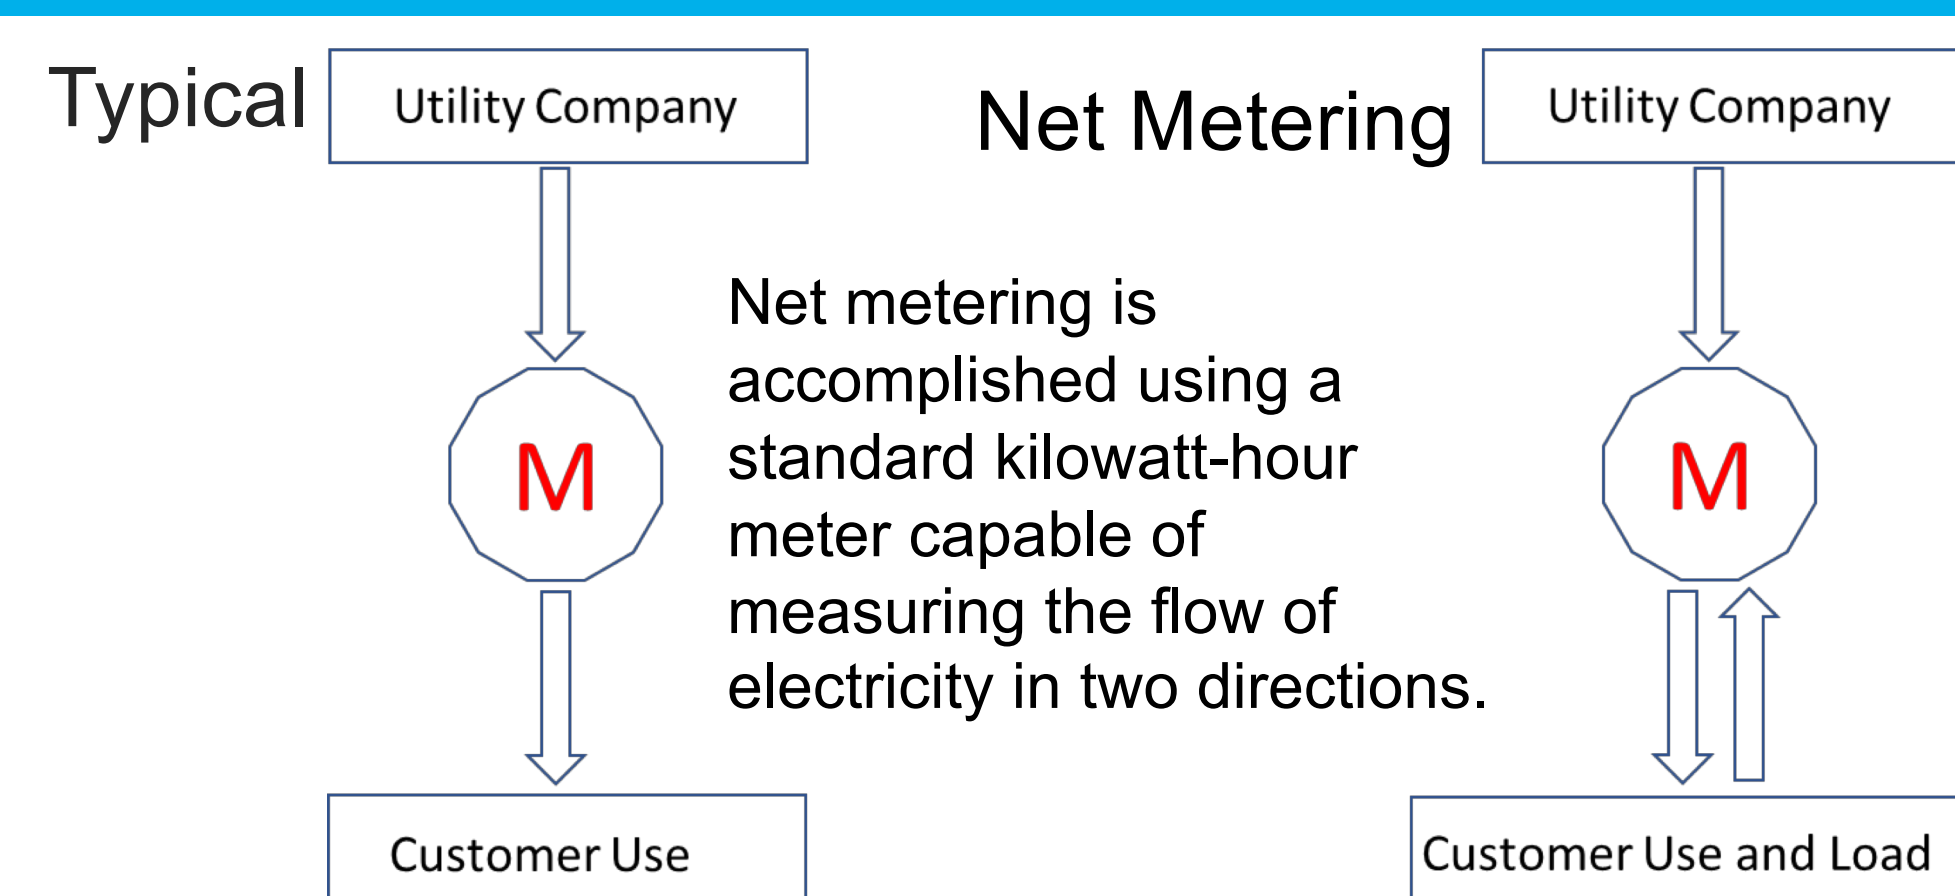 Typical
Utility Company
Net Metering
Utility Company
Net metering is
accomplished using a
standard kilowatt-hour
meter capable of
measuring the flow of
electricity in two directions.
M
M
Customer Use
Customer Use and Load